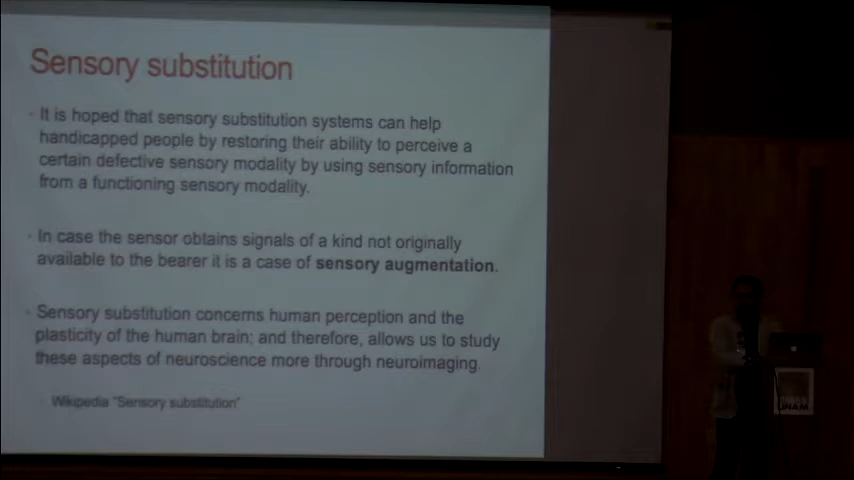 Sensory substitution
It is hoped that sensory substitution systems can help
handicapped people by restoring their ability to perceive a
certain defective sensory modality by using sensory information
from a functioning sensory modality.
In case the sensor obtains signals of a kind not originally
available to the bearer it is a case of sensory augmentation.
Sensory substitution concerns human perception and the
plasticity of the human brain; and therefore, allows us to study
these aspects of neuroscience more through neuroimaging.
Wikipedia "Sensory substitution"
UNAM